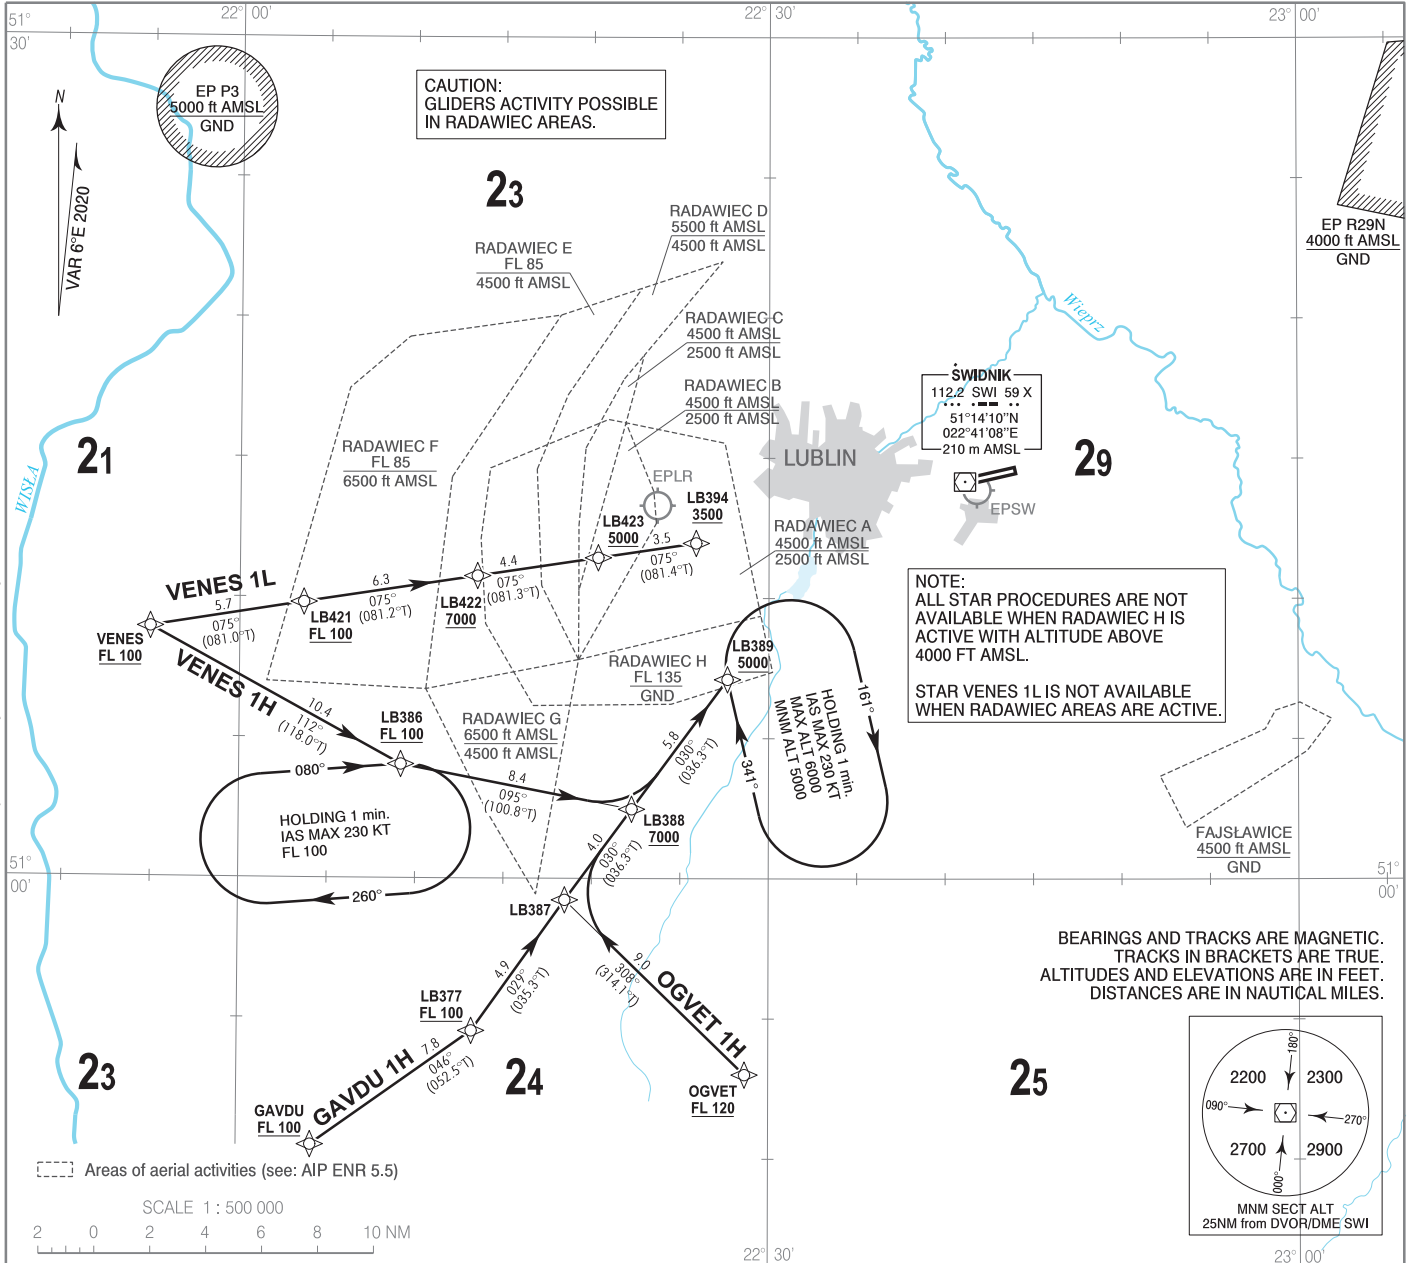 51°
30'
22° 00'
22° 30'
23° 00'
N
VAR 6°E 2020
EP P3
5000 ft AMSL
GND
CAUTION:
GLIDERS ACTIVITY POSSIBLE
IN RADAWIEC AREAS.
23
RADAWIEC D
5500 ft AMSL
4500 ft AMSL
RADAWIEC E
FL 85
4500 ft AMSL
EP R29N
4000 ft AMSL
GND
Wieprz
RADAWIEC C
4500 ft AMSL
2500 ft AMSL
RADAWIEC B
4500 ft AMSL
2500 ft AMSL
ŚWIDNIK
112.2 SWI 59 X
51°14'10"N
022°41'08"E
210 m AMSL
21
RADAWIEC F
FL 85
6500 ft AMSL
LUBLIN
29
WISŁA
EPLR
EPSW
LB394
3500
LB423
5000
RADAWIEC A
4500 ft AMSL
2500 ft AMSL
VENES 1L
5.7
075°
(081.0°T)
6.3
075°
(081.2°T)
4.4
075°
(081.3°T)
3.5
075°
(081.4°T)
LB421
FL 100
LB422
7000
VENES
FL 100
NOTE:
ALL STAR PROCEDURES ARE NOT
AVAILABLE WHEN RADAWIEC H IS
ACTIVE WITH ALTITUDE ABOVE
4000 FT AMSL.
STAR VENES 1L IS NOT AVAILABLE
WHEN RADAWIEC AREAS ARE ACTIVE.
VENES 1H
10.4
112°
(118.0°T)
LB389
5000
RADAWIEC H
FL 135
GND
161°
341°
HOLDING 1 min.
IAS MAX 230 KT
MAX ALT 6000
MNM ALT 5000
LB386
FL 100
RADAWIEC G
6500 ft AMSL
4500 ft AMSL
5.8
030°
(036.3°T)
080°
8.4
095°
(100.8°T)
HOLDING 1 min.
IAS MAX 230 KT
FL 100
260°
LB388
7000
4.0
030°
(036.3°T)
FAJSŁAWICE
4500 ft AMSL
GND
51°
00'
51°
00'
LB387
4.9
029°
(035.3°T)
9.0
308°
(314.1°T)
OGVET 1H
BEARINGS AND TRACKS ARE MAGNETIC.
TRACKS IN BRACKETS ARE TRUE.
ALTITUDES AND ELEVATIONS ARE IN FEET.
DISTANCES ARE IN NAUTICAL MILES.
LB377
FL 100
7.8
046°
(052.5°T)
GAVDU 1H
23
24
25
OGVET
FL 120
GAVDU
FL 100
180°
2200
2300
090°
270°
2700
2900
000°
MNM SECT ALT
25NM from DVOR/DME SWI
Areas of aerial activities (see: AIP ENR 5.5)
SCALE 1 : 500 000
2 0 2 4 6 8 10 NM
22° 30'
23° 00'